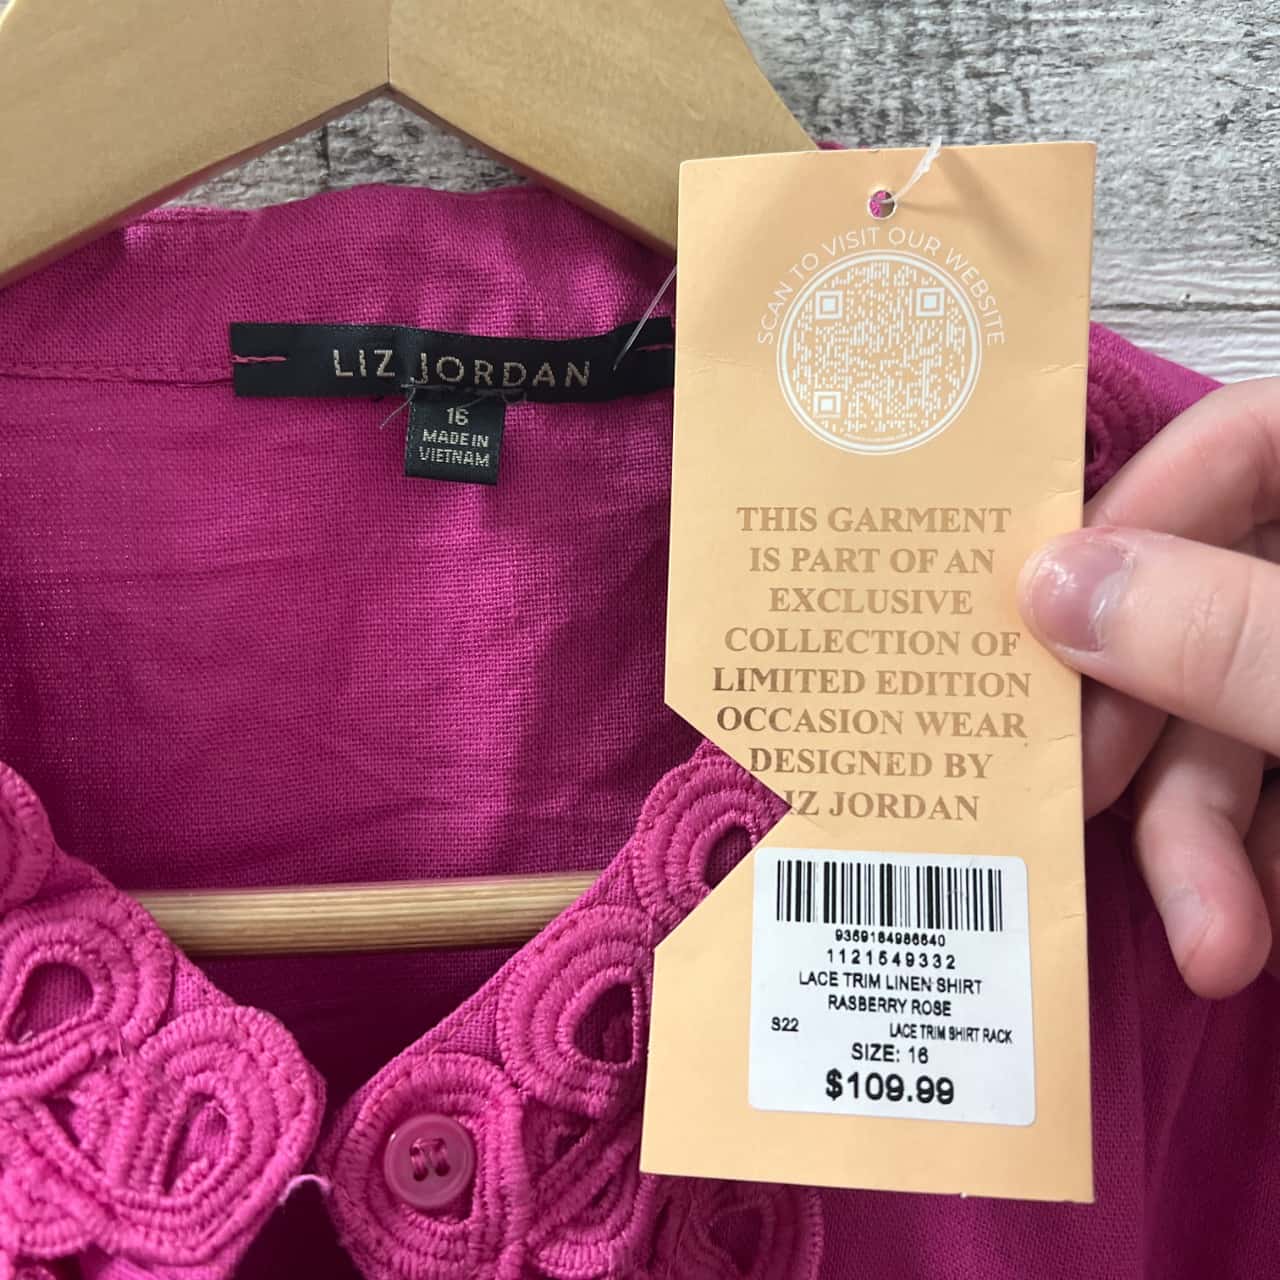 LIZ JORDAN
16
MADE IN
VIETNAM
SCAN TO VISIT OUR WEBSITE
THIS GARMENT
IS PART OF AN
EXCLUSIVE
COLLECTION OF
LIMITED EDITION
OCCASION WEAR
DESIGNED BY
LIZ JORDAN
9359184986640
1121549332
LACE TRIM LINEN SHIRT
RASBERRY ROSE
S22 LACE TRIM SHIRT RACK
SIZE: 16
$109.99